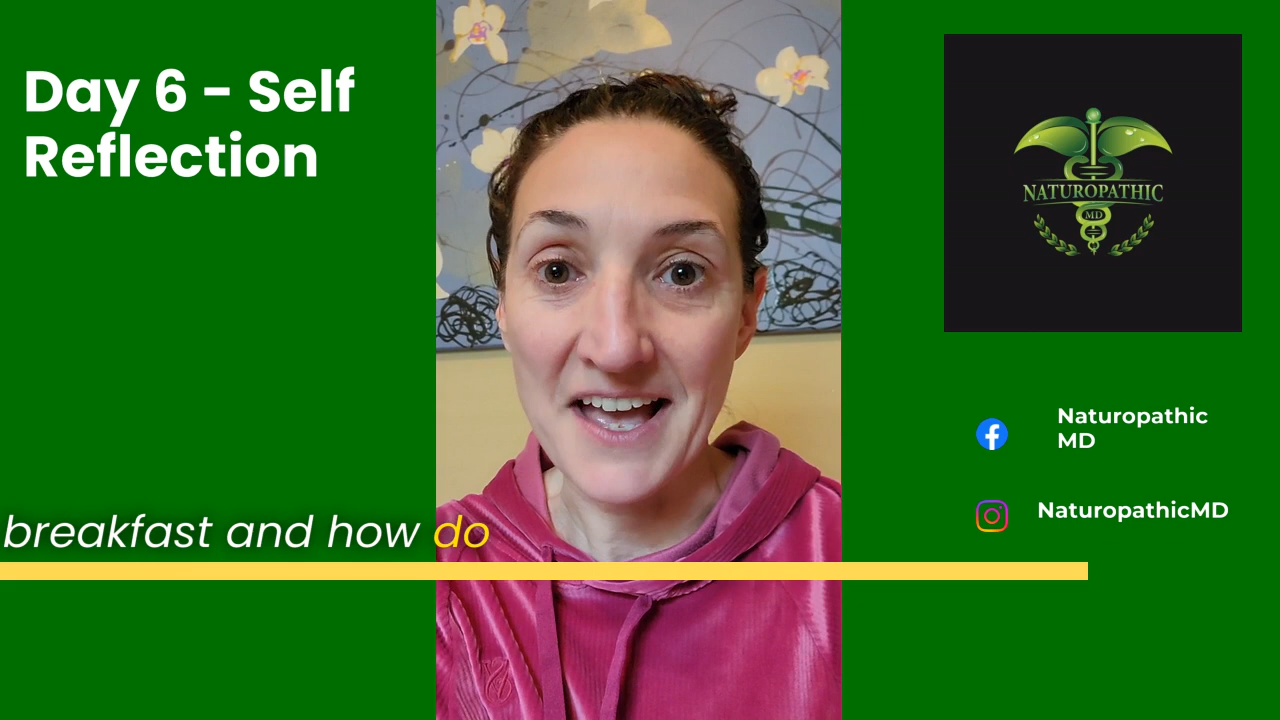 Day 6 - Self
Reflection
NATUROPATHIC
MD
Naturopathic
MD
NaturopathicMD
breakfast and how do